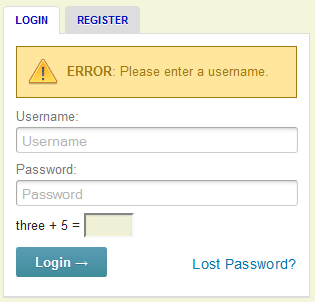 LOGIN REGISTER
ERROR: Please enter a username.
Username:
Username
Password:
Password
three + 5 =
Login → Lost Password?